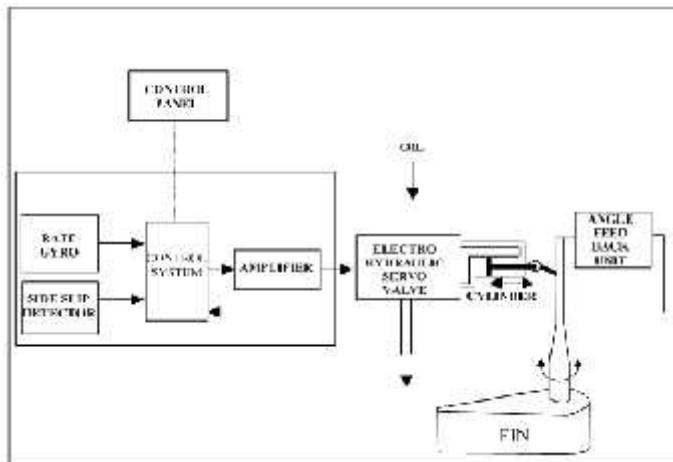 CONTROL
PANEL
OIL
RATE
GYRO
CONTROL
SYSTEM
AMPLIFIER
SIDE SLIP
DETECTOR
ELECTRO
HYDRAULIC
SERVO
VALVE
CYLINDER
ANGLE
FEED
BACK
UNIT
FIN